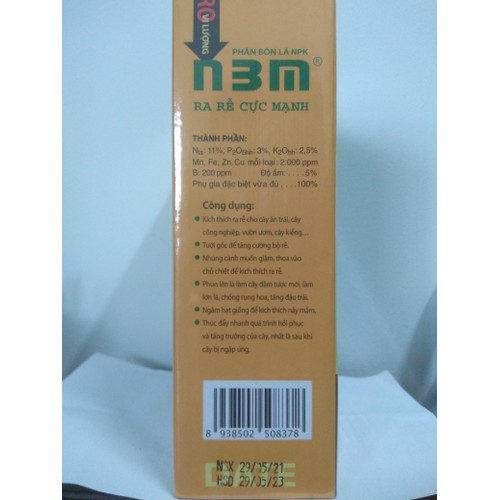 RO
VI LƯỢNG
PHÂN BÓN LÁ NPK
n3m®
RA RỄ CỰC MẠNH
THÀNH PHẦN:
Nts: 11%, P2O5hh: 3%, K2Ohh: 2,5%
Mn, Fe, Zn, Cu mỗi loại: 2.000 ppm
B: 200 ppm Độ ẩm: . . . . 5%
Phụ gia đặc biệt vừa đủ . . . . 100%
Công dụng:
Kích thích ra rễ cho cây ăn trái, cây
công nghiệp, vườn ươm, cây kiểng....
Tưới gốc để tăng cường bộ rễ.
Nhúng cành muốn giâm, thoa vào
chỗ chiết để kích thích ra rễ.
Phun lên lá làm cây đâm tược mới, làm
lớn lá, chống rụng hoa, tăng đậu trái.
Ngâm hạt giống để kích thích nảy mầm.
Thúc đẩy nhanh quá trình hồi phục
và tăng trưởng của cây, nhất là sau khi
cây bị ngập úng.
8 938502 508378
NSX 29/05/21
HSD 29/05/23